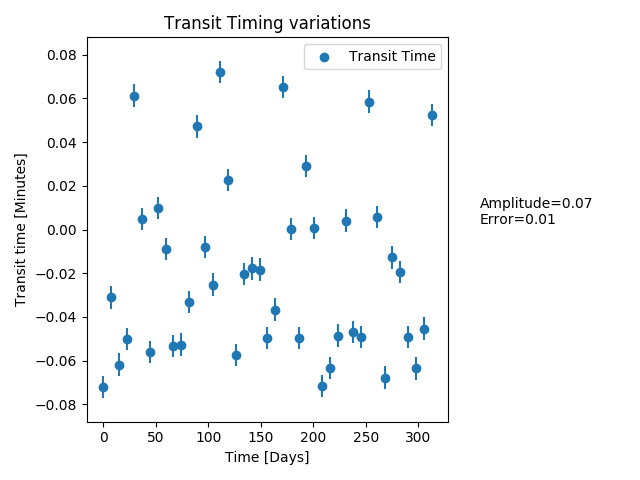 Transit Timing variations
Transit Time
0.08
0.06
0.04
0.02
0.00
−0.02
−0.04
−0.06
−0.08
Transit time [Minutes]
0 50 100 150 200 250 300
Time [Days]
Amplitude=0.07
Error=0.01